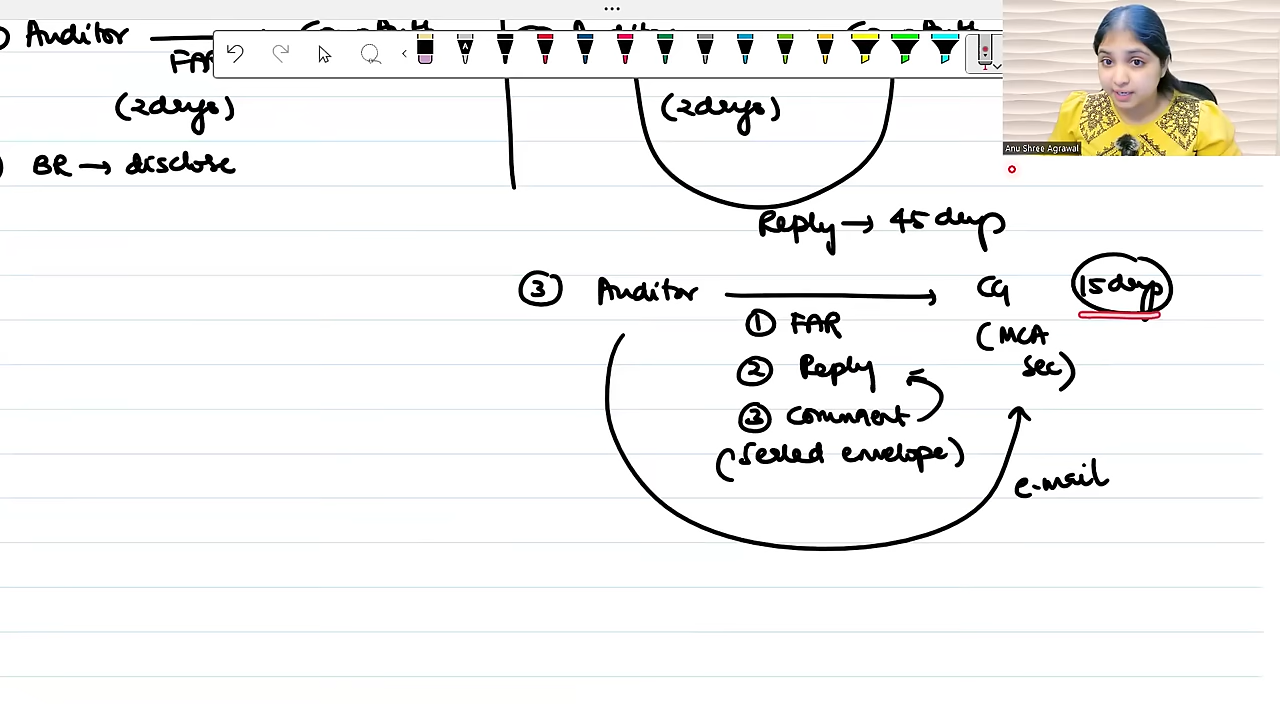 Auditor
FAR
(2days)
BR → disclose
(2days)
Reply → 45 days
③ Auditor → CG 15 days
① FAR
(MCA
② Reply
Sec)
③ Comment
(Sealed envelope)
e-mail
Anu Shree Agrawal